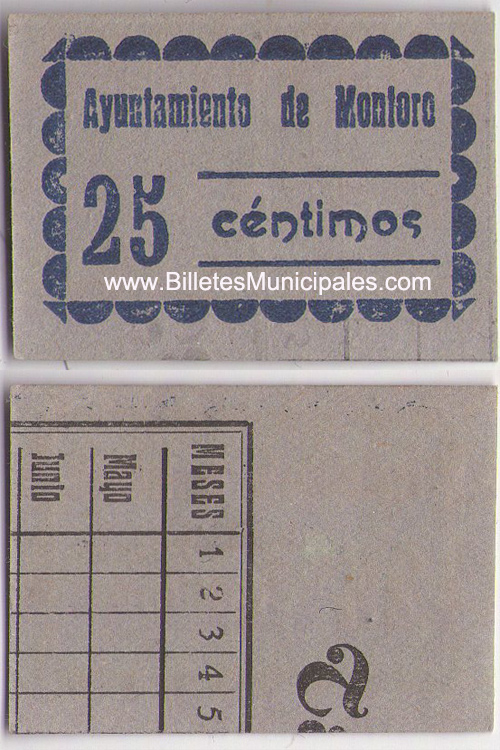 Ayuntamiento de Montoro
25 céntimos
www.BilletesMunicipales.com
MESES 1 2 3 4 5
Mayo
Junio